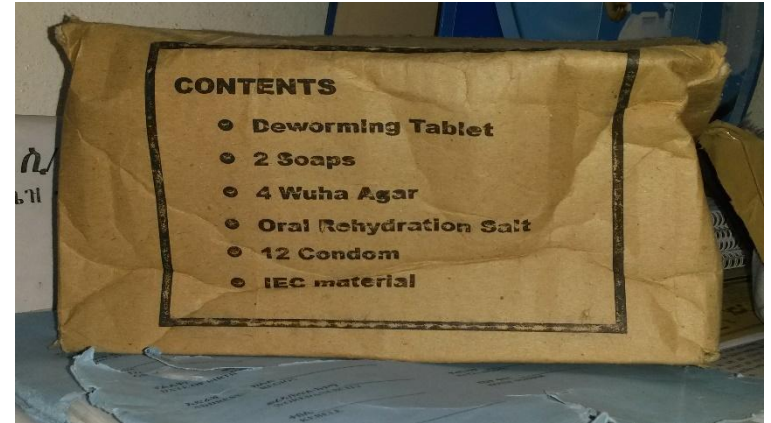 CONTENTS
Deworming Tablet
2 Soaps
4 Wuha Agar
Oral Rehydration Salt
12 Condom
IEC material